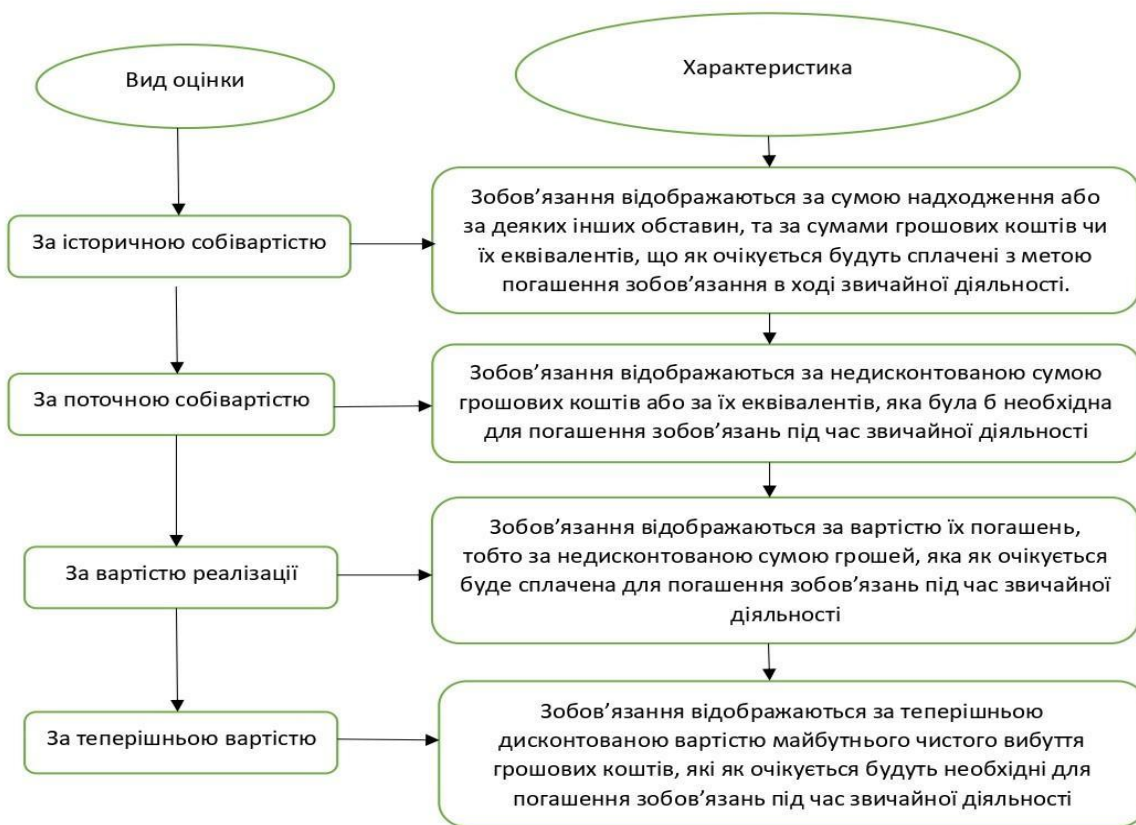 Вид оцінки
Характеристика
За історичною собівартістю
Зобов’язання відображаються за сумою надходження або
за деяких інших обставин, та за сумами грошових коштів чи
їх еквівалентів, що як очікується будуть сплачені з метою
погашення зобов’язання в ході звичайної діяльності.
За поточною собівартістю
Зобов’язання відображаються за недисконтованою сумою
грошових коштів або за їх еквівалентів, яка була б необхідна
для погашення зобов’язань під час звичайної діяльності
За вартістю реалізації
Зобов’язання відображаються за вартістю їх погашень,
тобто за недисконтованою сумою грошей, яка як очікується
буде сплачена для погашення зобов’язань під час звичайної
діяльності
За теперішньою вартістю
Зобов’язання відображаються за теперішньою
дисконтованою вартістю майбутнього чистого вибуття
грошових коштів, які як очікується будуть необхідні для
погашення зобов’язань під час звичайної діяльності